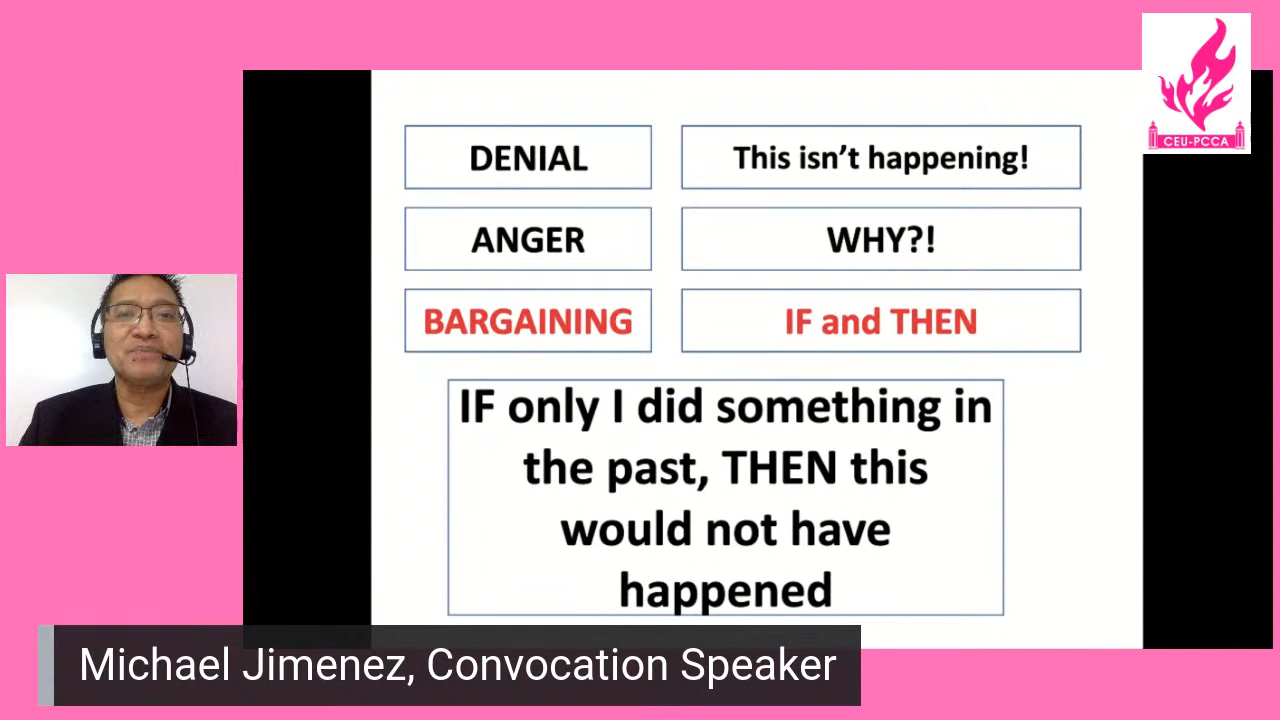 CEU-PCCA
DENIAL
This isn't happening!
ANGER
WHY?!
BARGAINING
IF and THEN
IF only I did something in
the past, THEN this
would not have
happened
Michael Jimenez, Convocation Speaker